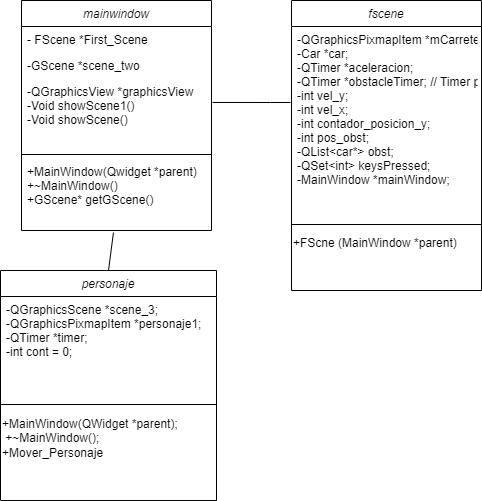 mainwindow
- FScene *First_Scene
-GScene *scene_two
-QGraphicsView *graphicsView
-Void showScene1()
-Void showScene()
+MainWindow(Qwidget *parent)
+~MainWindow()
+GScene* getGScene()
fscene
-QGraphicsPixmapItem *mCarrete
-Car *car;
-QTimer *aceleracion;
-QTimer *obstacleTimer; // Timer p
-int vel_y;
-int vel_x;
-int contador_posicion_y;
-int pos_obst;
-QList<car*> obst;
-QSet<int> keysPressed;
-MainWindow *mainWindow;
+FScne (MainWindow *parent)
personaje
-QGraphicsScene *scene_3;
-QGraphicsPixmapItem *personaje1;
-QTimer *timer;
-int cont = 0;
+MainWindow(QWidget *parent);
+~MainWindow();
+Mover_Personaje